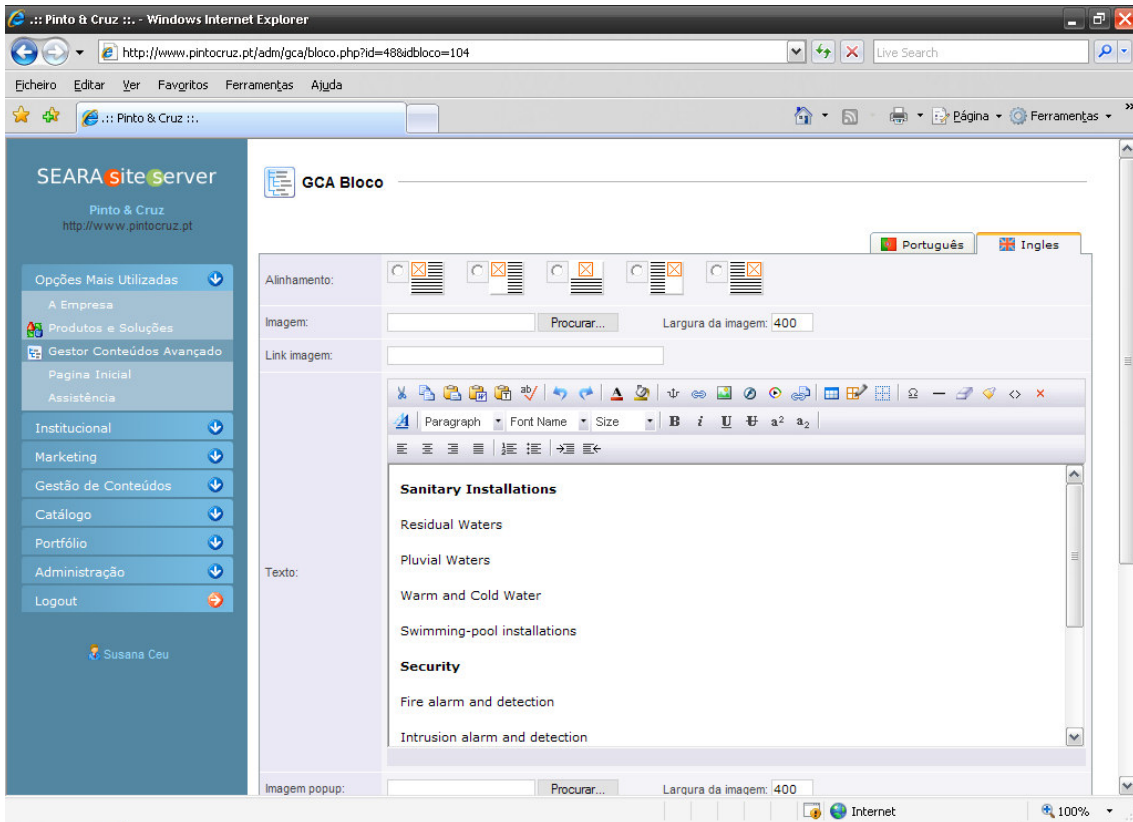 .:: Pinto & Cruz ::. - Windows Internet Explorer
http://www.pintocruz.pt/adm/gca/bloco.php?id=48&idbloco=104
Live Search
Ficheiro Editar Ver Favoritos Ferramentas Ajuda
.:: Pinto & Cruz ::.
Página Ferramentas »
SEARA site server
Pinto & Cruz
http://www.pintocruz.pt
Opções Mais Utilizadas
A Empresa
Produtos e Soluções
Gestor Conteúdos Avançado
Pagina Inicial
Assistência
Institucional
Marketing
Gestão de Conteúdos
Catálogo
Portfólio
Administração
Logout
Susana Ceu
GCA Bloco
Português Ingles
Alinhamento:
Imagem: Procurar... Largura da imagem: 400
Link imagem:
Paragraph Font Name Size B i U U a² a₂
Texto:
Sanitary Installations
Residual Waters
Pluvial Waters
Warm and Cold Water
Swimming-pool installations
Security
Fire alarm and detection
Intrusion alarm and detection
Imagem popup: Procurar... Largura da imagem: 400
Internet 100%